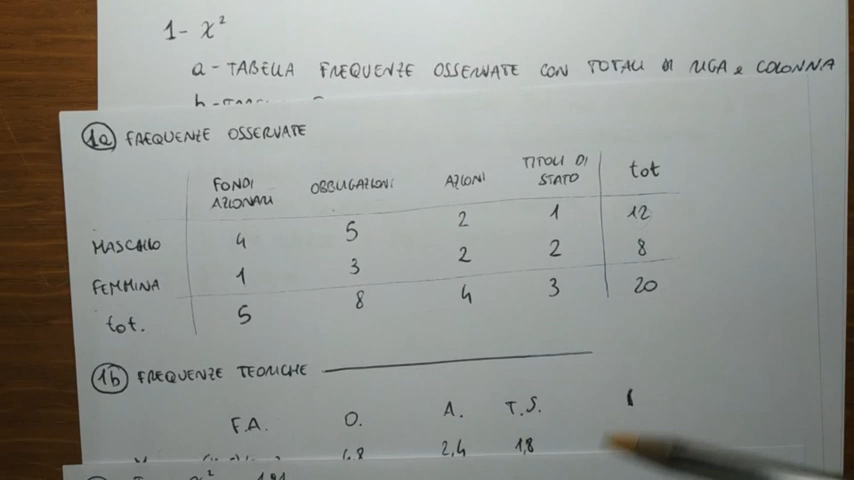 1- χ²
a - TABELLA FREQUENZE OSSERVATE CON TOTALI DI RIGA e COLONNA
1a FREQUENZE OSSERVATE
FONDI AZIONARI OBBLIGAZIONI AZIONI TITOLI DI STATO tot
MASCHIO 4 5 2 1 12
FEMMINA 1 3 2 2 8
tot. 5 8 4 3 20
1b FREQUENZE TEORICHE
F.A. O. A. T.S.
2,4 1,8